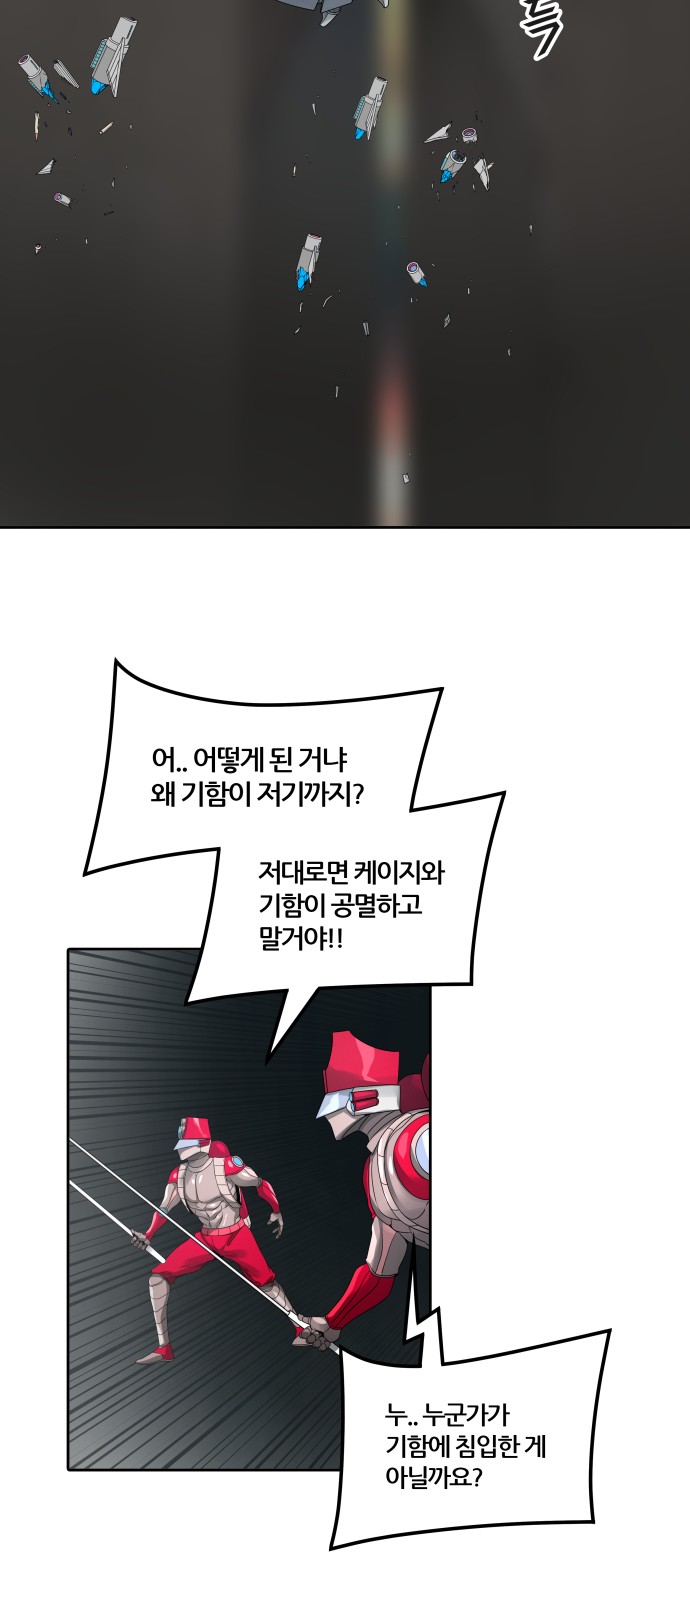 어.. 어떻게 된 거냐
왜 기함이 저기까지?
저대로면 케이지와
기함이 공멸하고
말거야!!
누.. 누군가가
기함에 침입한 게
아닐까요?